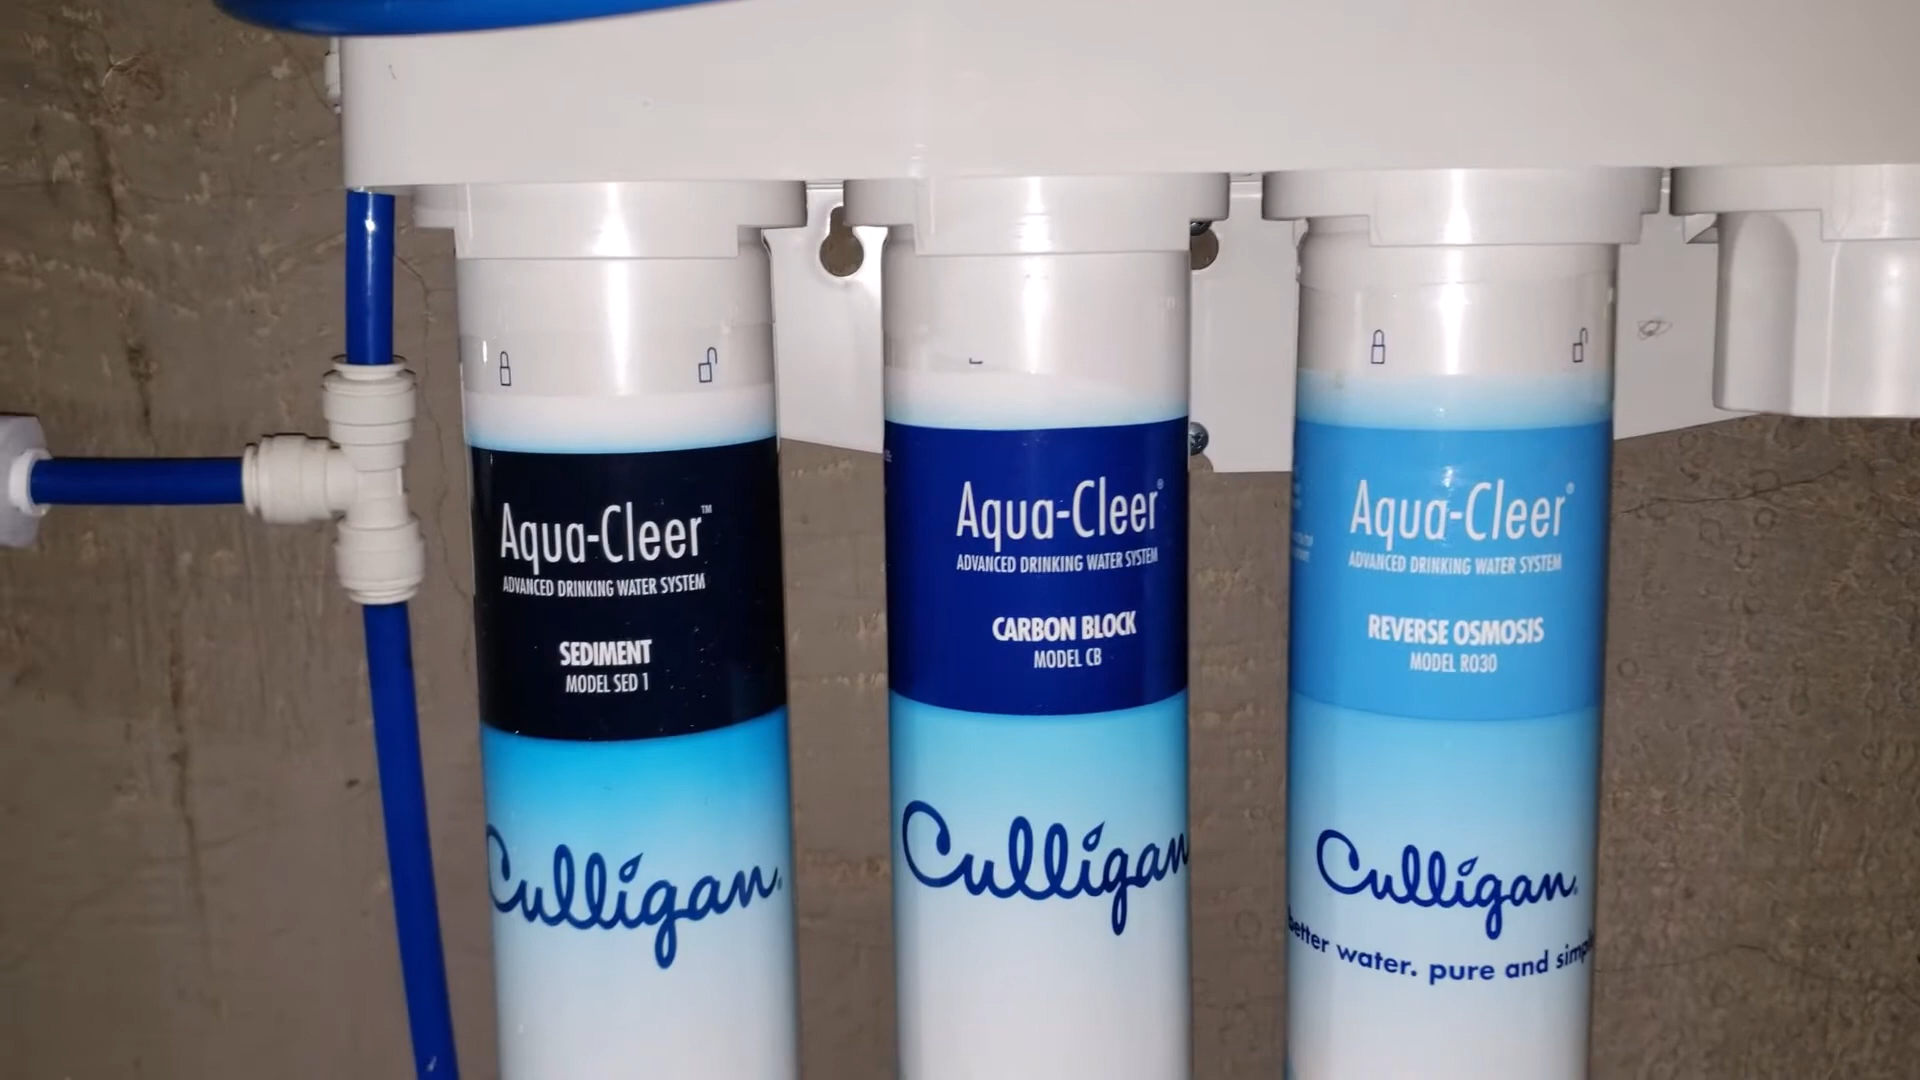 Aqua-Cleer™
ADVANCED DRINKING WATER SYSTEM
SEDIMENT
MODEL SED 1
Culligan.
Aqua-Cleer®
ADVANCED DRINKING WATER SYSTEM
CARBON BLOCK
MODEL CB
Culligan
Aqua-Cleer®
ADVANCED DRINKING WATER SYSTEM
REVERSE OSMOSIS
MODEL RO30
Culligan.
better water. pure and simp